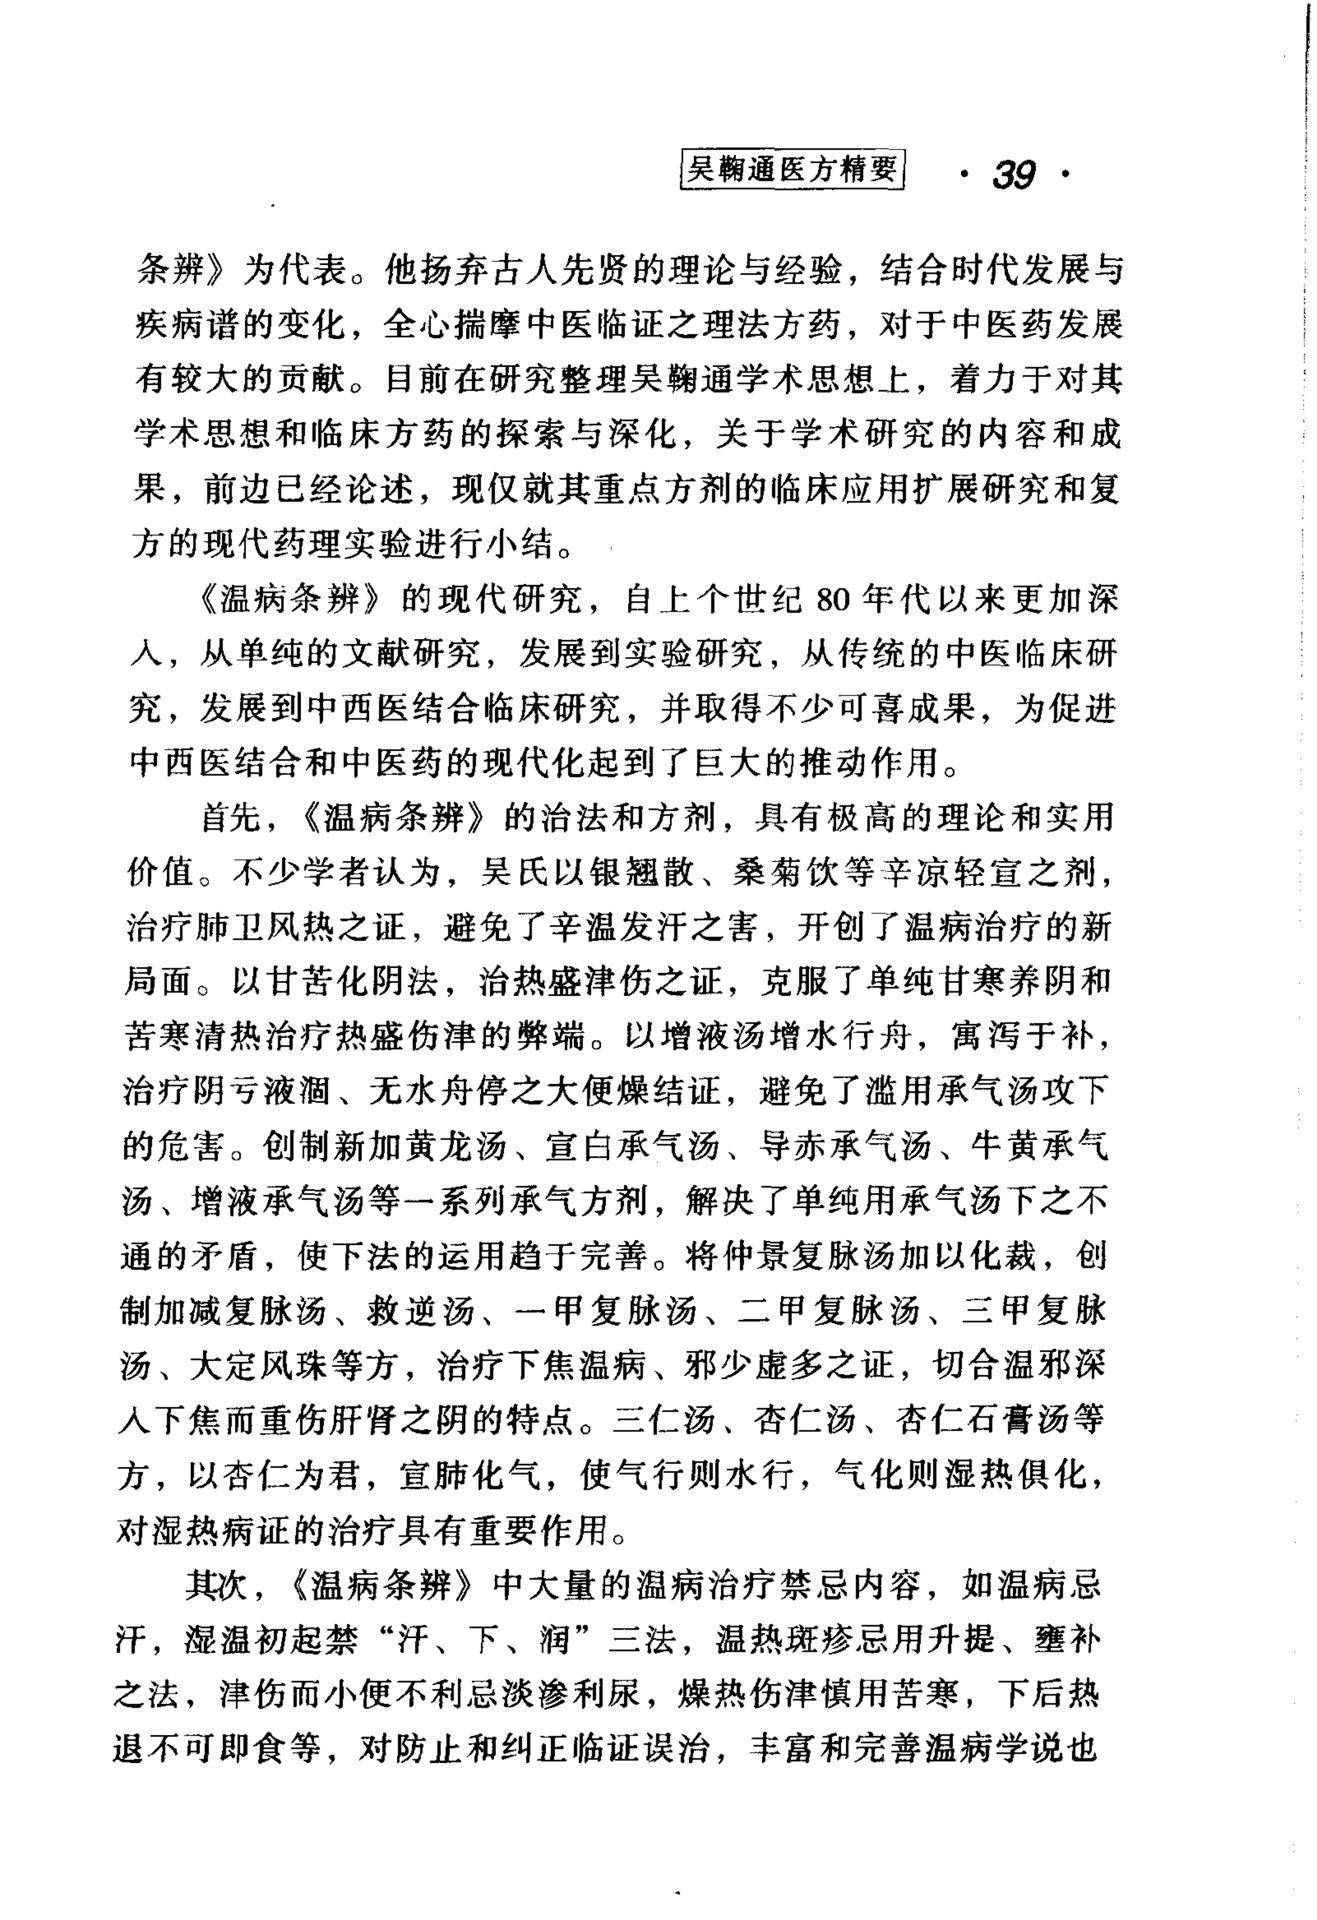 吴鞠通医方精要 · 39 ·
条辨》为代表。他扬弃古人先贤的理论与经验，结合时代发展与
疾病谱的变化，全心揣摩中医临证之理法方药，对于中医药发展
有较大的贡献。目前在研究整理吴鞠通学术思想上，着力于对其
学术思想和临床方药的探索与深化，关于学术研究的内容和成
果，前边已经论述，现仅就其重点方剂的临床应用扩展研究和复
方的现代药理实验进行小结。
《温病条辨》的现代研究，自上个世纪 80 年代以来更加深
入，从单纯的文献研究，发展到实验研究，从传统的中医临床研
究，发展到中西医结合临床研究，并取得不少可喜成果，为促进
中西医结合和中医药的现代化起到了巨大的推动作用。
首先，《温病条辨》的治法和方剂，具有极高的理论和实用
价值。不少学者认为，吴氏以银翘散、桑菊饮等辛凉轻宣之剂，
治疗肺卫风热之证，避免了辛温发汗之害，开创了温病治疗的新
局面。以甘苦化阴法，治热盛津伤之证，克服了单纯甘寒养阴和
苦寒清热治疗热盛伤津的弊端。以增液汤增水行舟，寓泻于补，
治疗阴亏液涸、无水舟停之大便燥结证，避免了滥用承气汤攻下
的危害。创制新加黄龙汤、宣白承气汤、导赤承气汤、牛黄承气
汤、增液承气汤等一系列承气方剂，解决了单纯用承气汤下之不
通的矛盾，使下法的运用趋于完善。将仲景复脉汤加以化裁，创
制加减复脉汤、救逆汤、一甲复脉汤、二甲复脉汤、三甲复脉
汤、大定风珠等方，治疗下焦温病、邪少虚多之证，切合温邪深
入下焦而重伤肝肾之阴的特点。三仁汤、杏仁汤、杏仁石膏汤等
方，以杏仁为君，宣肺化气，使气行则水行，气化则湿热俱化，
对湿热病证的治疗具有重要作用。
其次，《温病条辨》中大量的温病治疗禁忌内容，如温病忌
汗，湿温初起禁“汗、下、润”三法，温热斑疹忌用升提、壅补
之法，津伤而小便不利忌淡渗利尿，燥热伤津慎用苦寒，下后热
退不可即食等，对防止和纠正临证误治，丰富和完善温病学说也